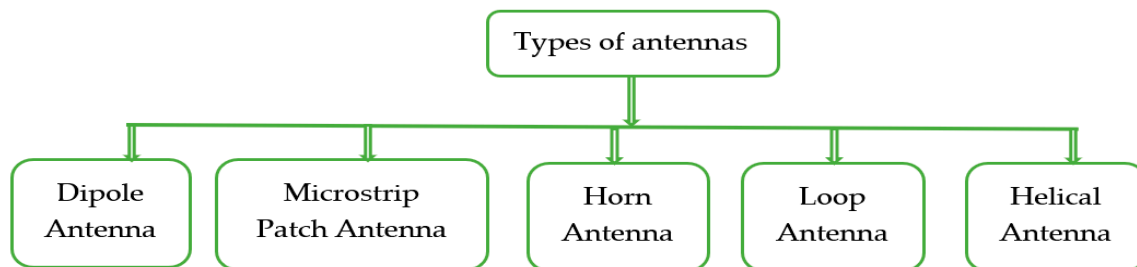 Types of antennas
Dipole
Antenna
Microstrip
Patch Antenna
Horn
Antenna
Loop
Antenna
Helical
Antenna